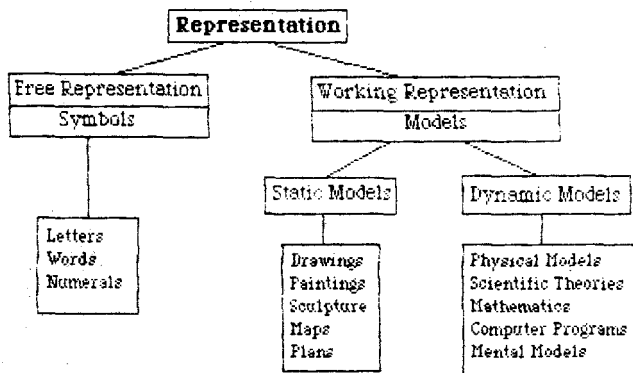 Representation
Free Representation
Symbols
Working Representation
Models
Static Models
Dynamic Models
Letters
Words
Numerals
Drawings
Paintings
Sculpture
Maps
Plans
Physical Models
Scientific Theories
Mathematics
Computer Programs
Mental Models